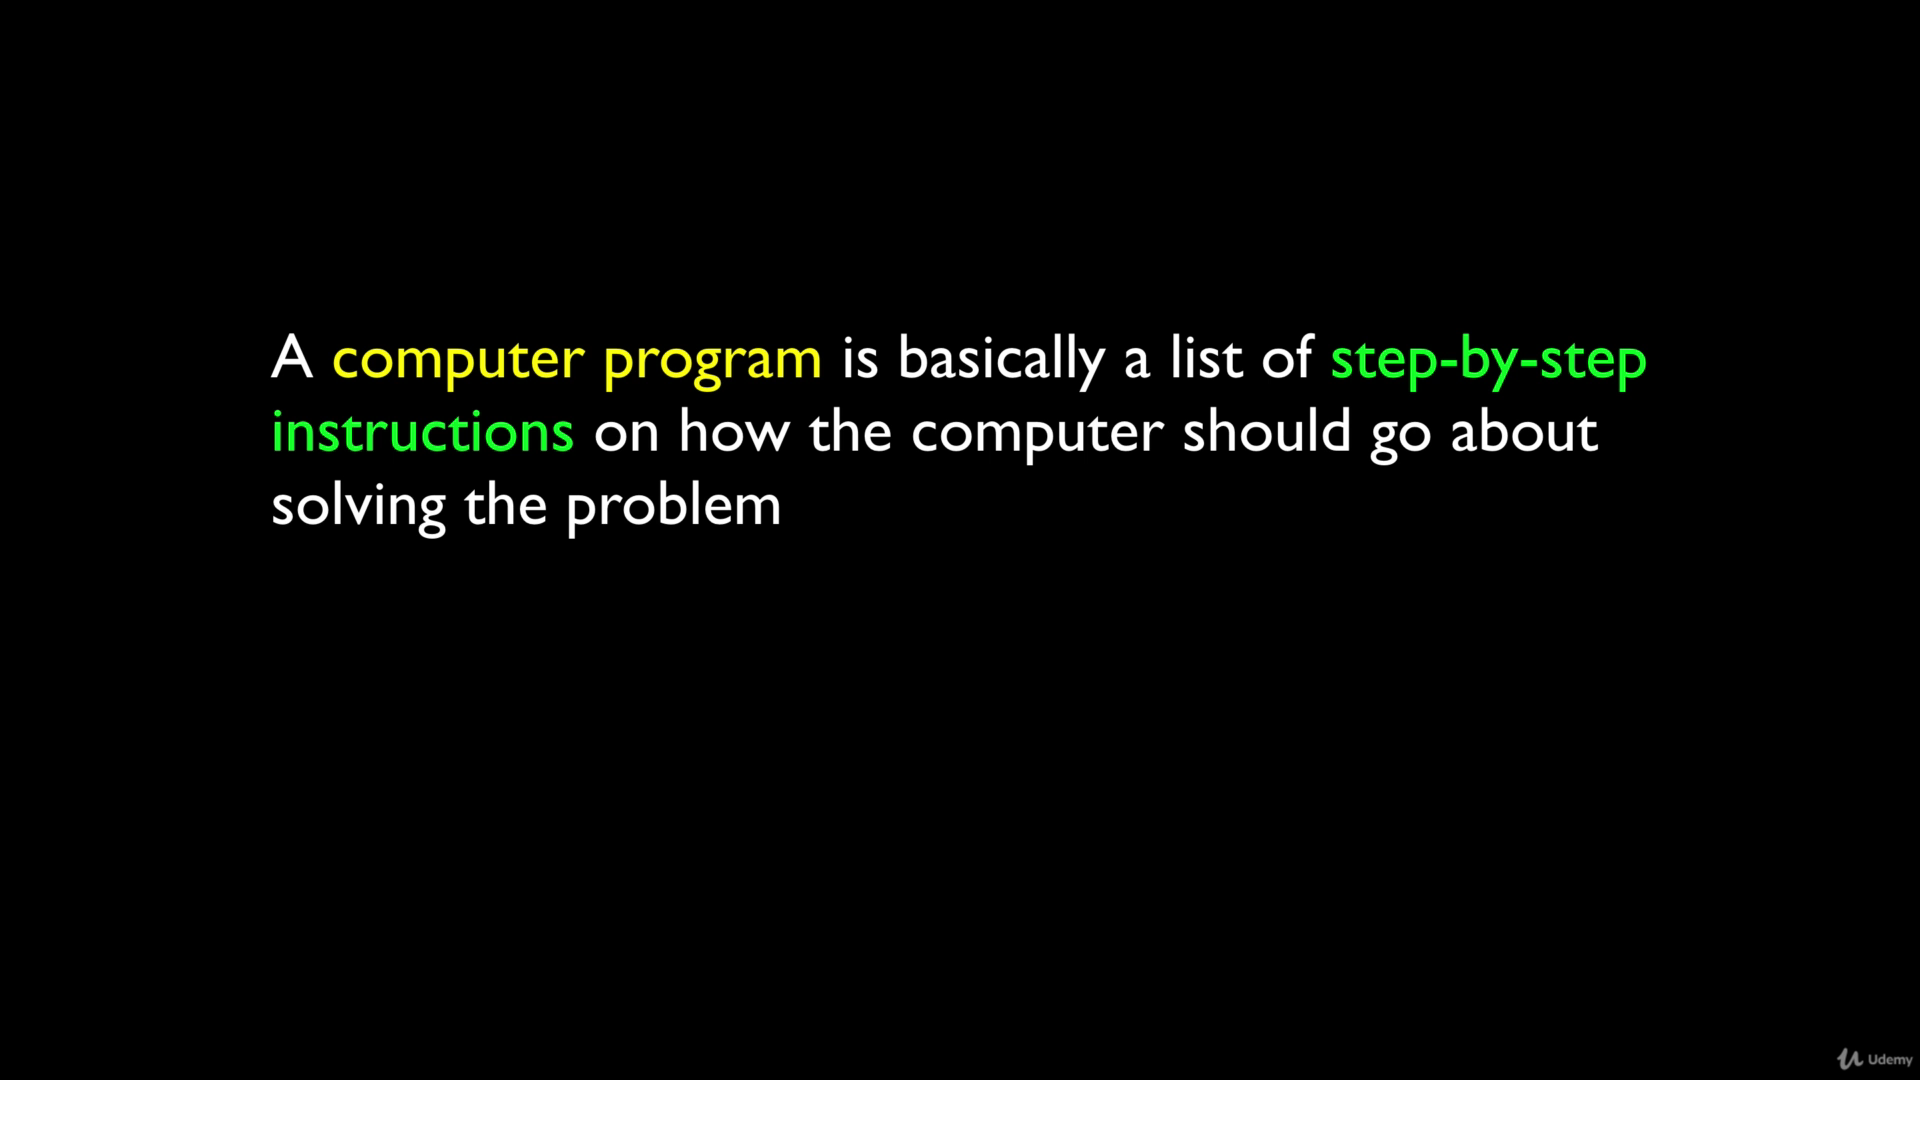 A computer program is basically a list of step-by-step
instructions on how the computer should go about
solving the problem
Udemy